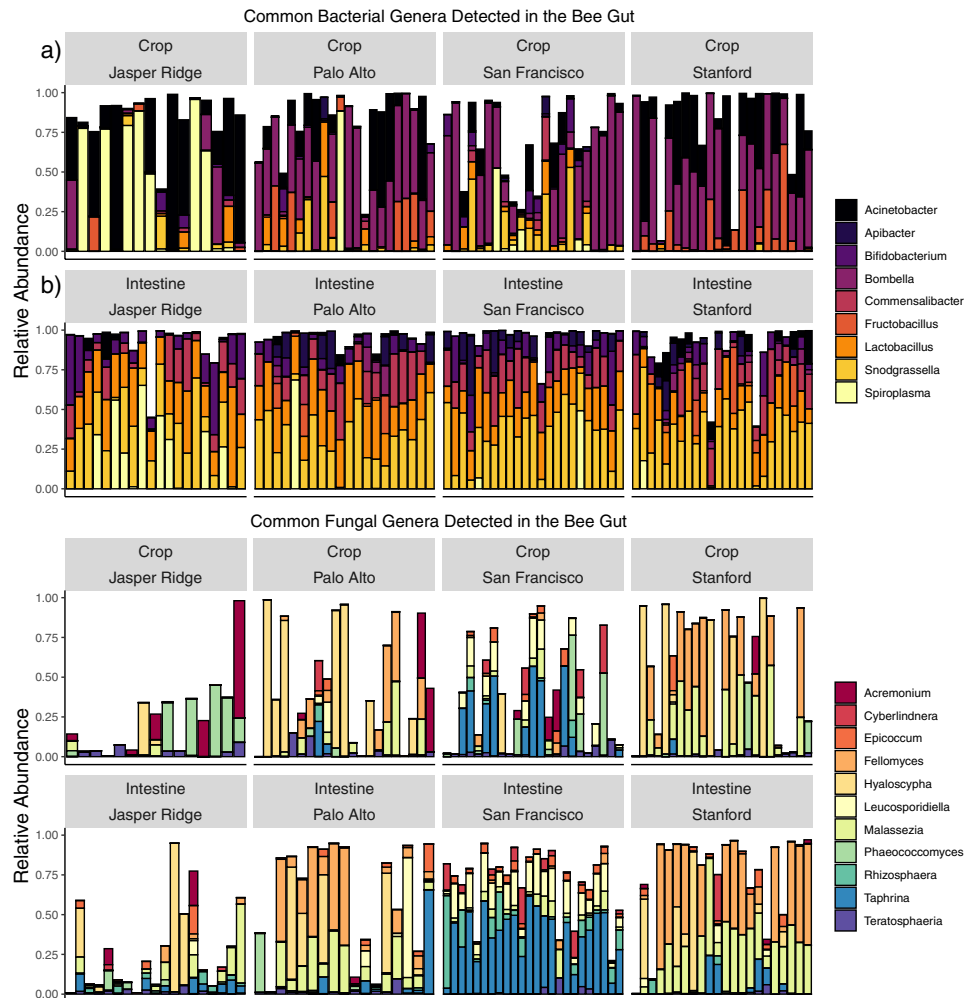 Common Bacterial Genera Detected in the Bee Gut
a)
Crop Crop Crop Crop
Jasper Ridge Palo Alto San Francisco Stanford
1.00
0.75
0.50
0.25
0.00
b)
Intestine Intestine Intestine Intestine
Jasper Ridge Palo Alto San Francisco Stanford
1.00
0.75
0.50
0.25
0.00
Relative Abundance
Acinetobacter
Apibacter
Bifidobacterium
Bombella
Commensalibacter
Fructobacillus
Lactobacillus
Snodgrassella
Spiroplasma
Common Fungal Genera Detected in the Bee Gut
Crop Crop Crop Crop
Jasper Ridge Palo Alto San Francisco Stanford
1.00
0.75
0.50
0.25
0.00
Intestine Intestine Intestine Intestine
Jasper Ridge Palo Alto San Francisco Stanford
1.00
0.75
0.50
0.25
0.00
Relative Abundance
Acremonium
Cyberlindnera
Epicoccum
Fellomyces
Hyaloscypha
Leucosporidiella
Malassezia
Phaeococcomyces
Rhizosphaera
Taphrina
Teratosphaeria